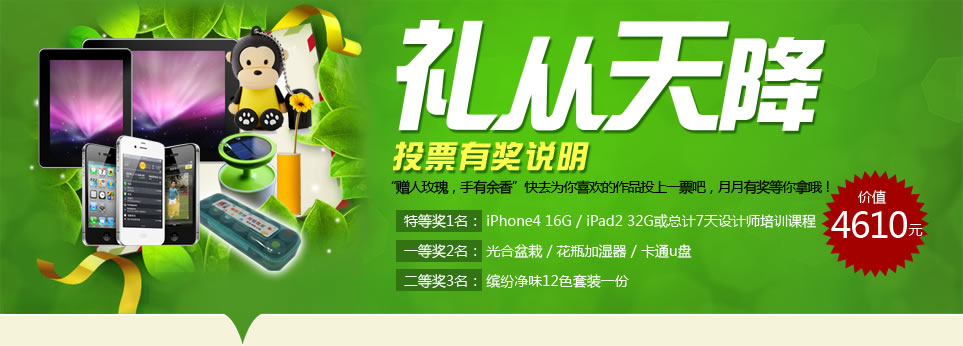 礼从天降
投票有奖说明
“赠人玫瑰，手有余香”快去为你喜欢的作品投上一票吧，月月有奖等你拿哦！
特等奖1名： iPhone4 16G / iPad2 32G或总计7天设计师培训课程
一等奖2名： 光合盆栽 / 花瓶加湿器 / 卡通u盘
二等奖3名： 缤纷净味12色套装一份
价值
4610元